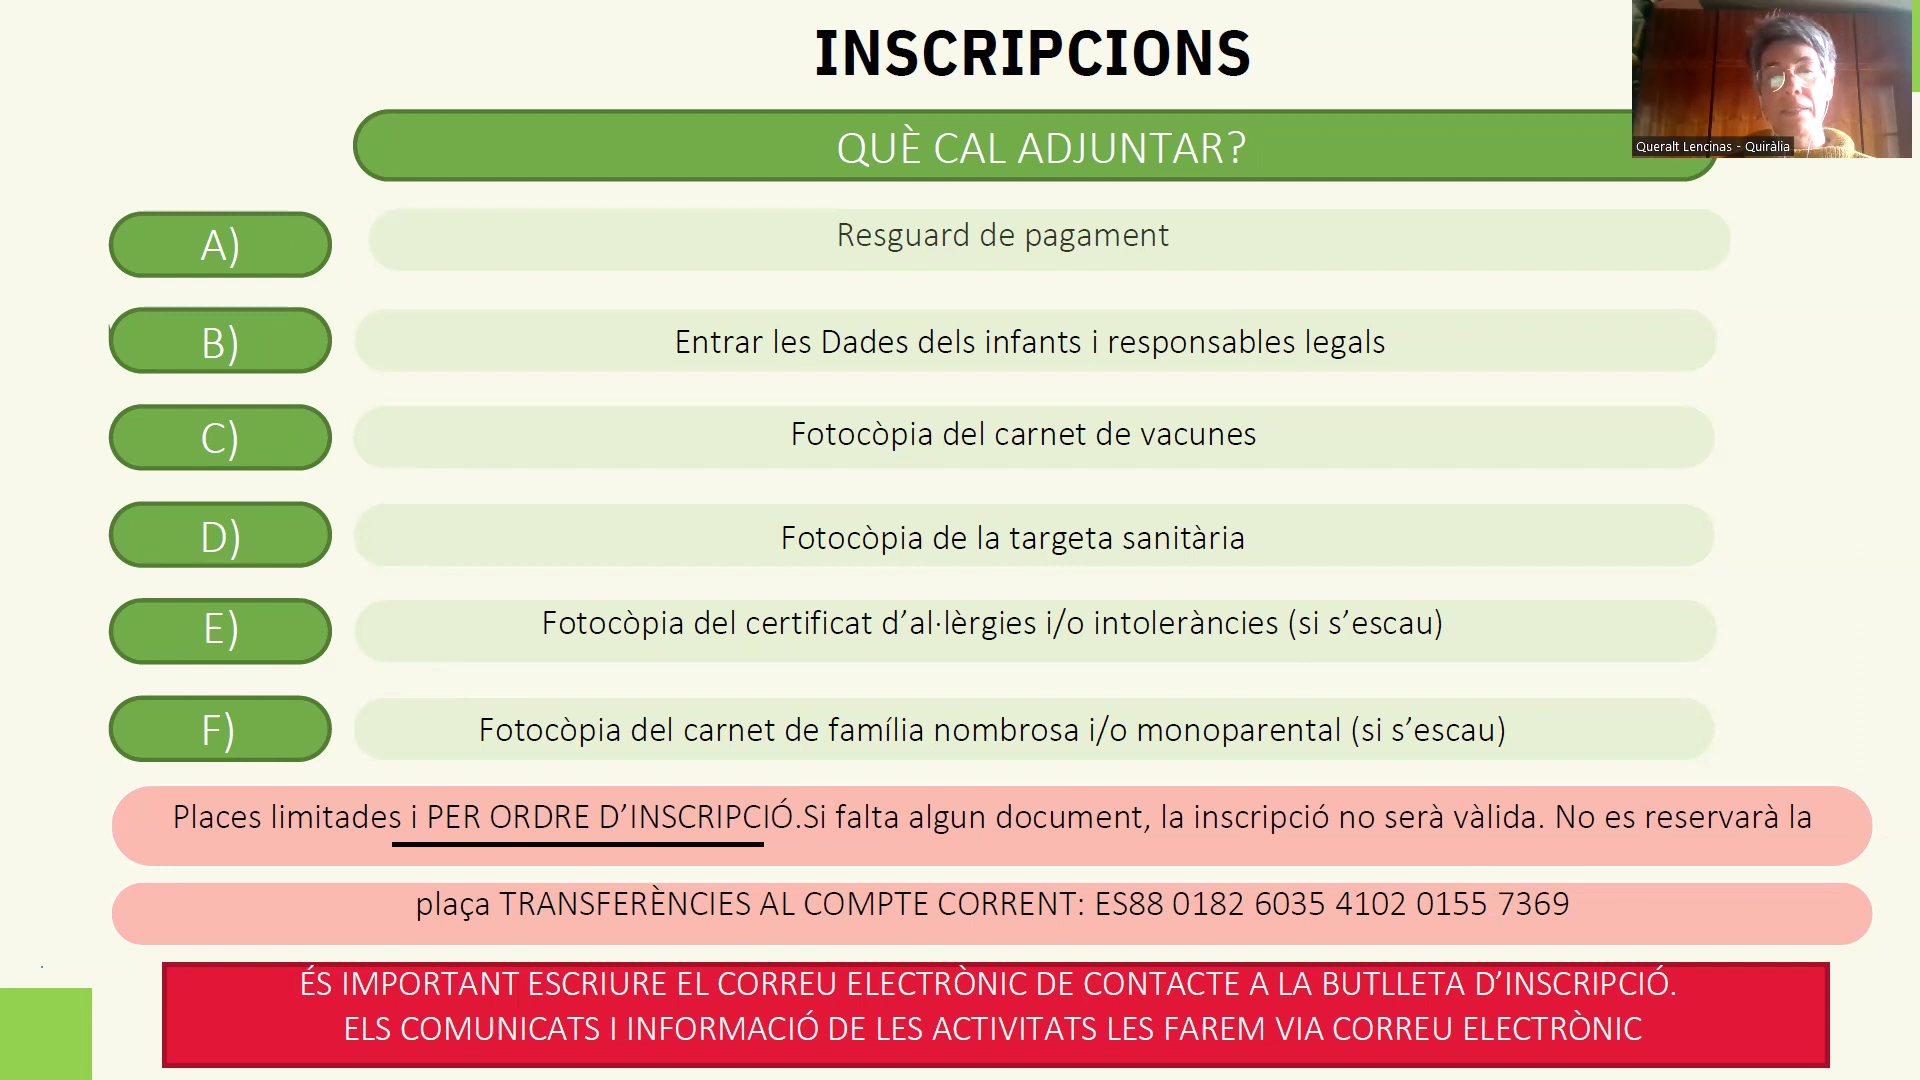 INSCRIPCIONS
QUÈ CAL ADJUNTAR?
Queralt Lencinas - Quiràlia
A)
Resguard de pagament
B)
Entrar les Dades dels infants i responsables legals
C)
Fotocòpia del carnet de vacunes
D)
Fotocòpia de la targeta sanitària
E)
Fotocòpia del certificat d’al·lèrgies i/o intoleràncies (si s’escau)
F)
Fotocòpia del carnet de família nombrosa i/o monoparental (si s’escau)
Places limitades i PER ORDRE D’INSCRIPCIÓ.Si falta algun document, la inscripció no serà vàlida. No es reservarà la
plaça TRANSFERÈNCIES AL COMPTE CORRENT: ES88 0182 6035 4102 0155 7369
ÉS IMPORTANT ESCRIURE EL CORREU ELECTRÒNIC DE CONTACTE A LA BUTLLETA D’INSCRIPCIÓ.
ELS COMUNICATS I INFORMACIÓ DE LES ACTIVITATS LES FAREM VIA CORREU ELECTRÒNIC